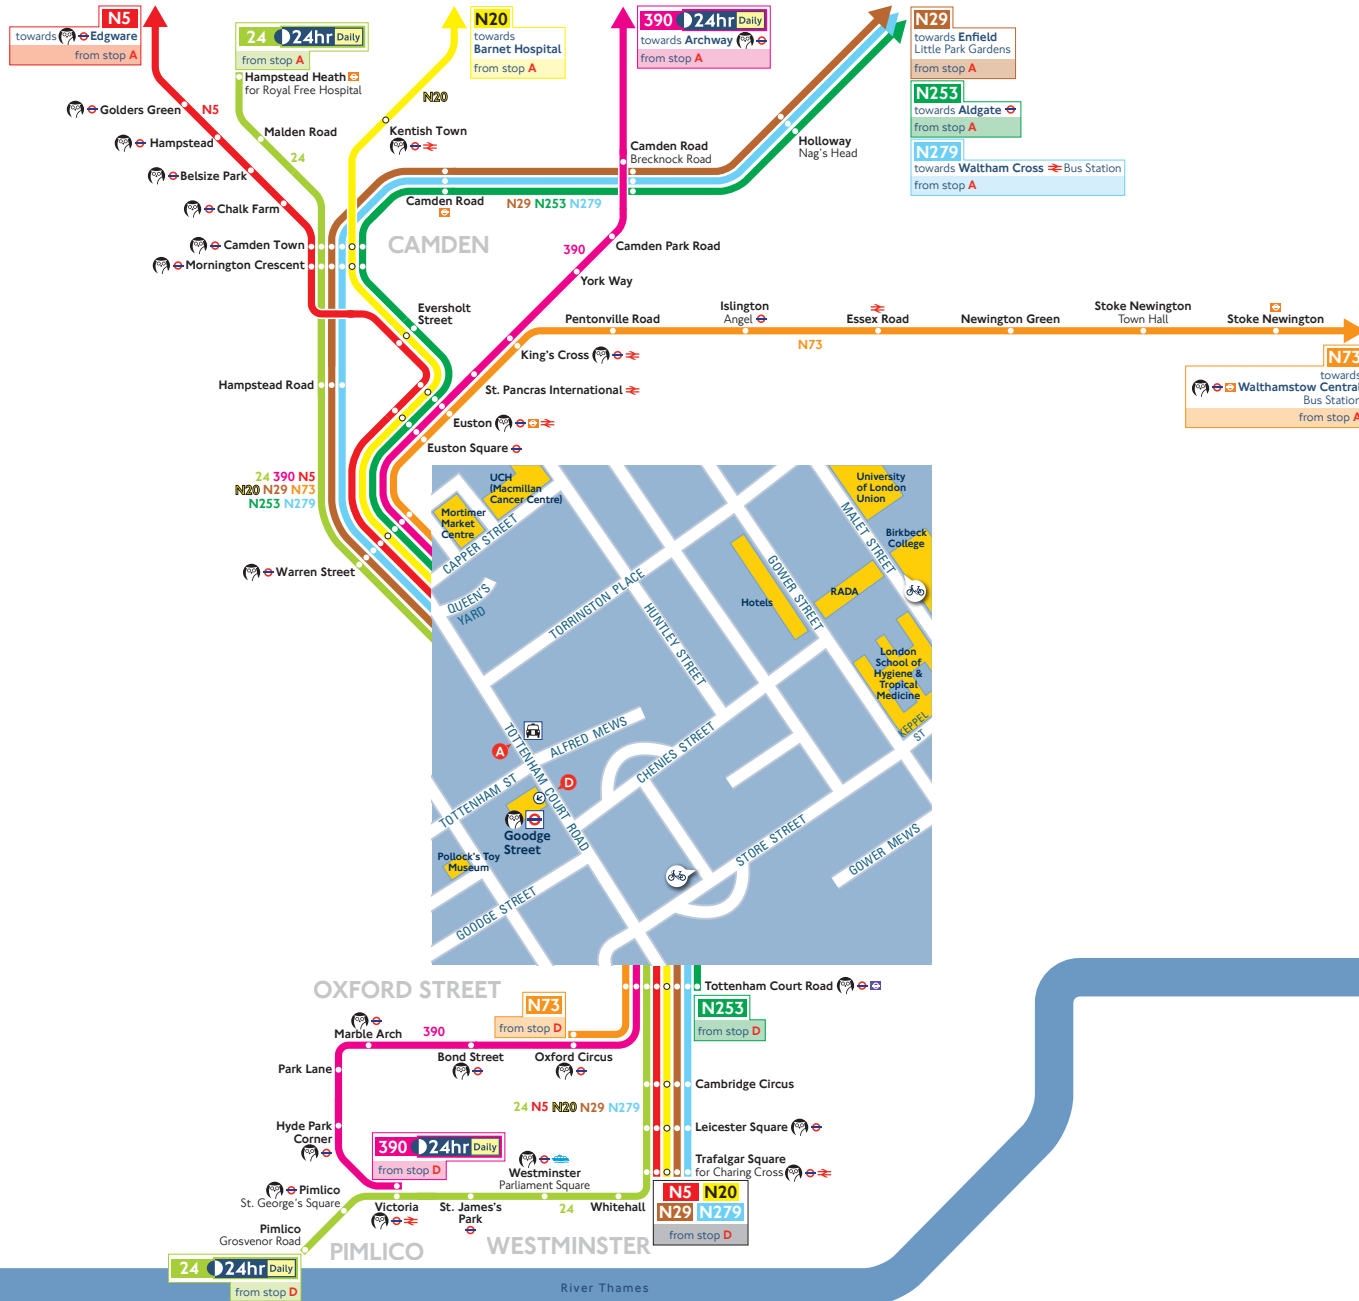 N5
towards Edgware
from stop A
24 24hr Daily
from stop A
Hampstead Heath
for Royal Free Hospital
N20
towards
Barnet Hospital
from stop A
390 24hr Daily
towards Archway
from stop A
N29
towards Enfield
Little Park Gardens
from stop A
N253
towards Aldgate
from stop A
N279
towards Waltham Cross Bus Station
from stop A
Golders Green
N5
Hampstead
Belsize Park
Chalk Farm
Camden Town
Mornington Crescent
Malden Road
24
N20
Kentish Town
Camden Road
N29 N253 N279
CAMDEN
Camden Road
Brecknock Road
Holloway
Nag's Head
390
Camden Park Road
York Way
Eversholt
Street
Pentonville Road
Islington
Angel
Essex Road
Newington Green
Stoke Newington
Town Hall
Stoke Newington
N73
King's Cross
St. Pancras International
Euston
Euston Square
N73
towards
Walthamstow Central
Bus Station
from stop A
Hampstead Road
24 390 N5
N20 N29 N73
N253 N279
Warren Street
UCH
(Macmillan
Cancer Centre)
Mortimer
Market
Centre
CAPPER STREET
QUEEN'S
YARD
TORRINGTON PLACE
HUNTLEY STREET
GOWER STREET
MALET STREET
University
of London
Union
Birkbeck
College
Hotels
RADA
London
School of
Hygiene &
Tropical
Medicine
KEPPEL
ST
TOTTENHAM COURT ROAD
ALFRED MEWS
CHENIES STREET
A
D
TOTTENHAM ST
Goodge
Street
Pollock's Toy
Museum
GOODGE STREET
STORE STREET
GOWER MEWS
OXFORD STREET
Tottenham Court Road
N73
from stop D
N253
from stop D
Marble Arch
390
Bond Street
Oxford Circus
Park Lane
Cambridge Circus
24 N5 N20 N29 N279
Hyde Park
Corner
Leicester Square
390 24hr Daily
from stop D
Westminster
Parliament Square
Trafalgar Square
for Charing Cross
Pimlico
St. George's Square
Victoria
St. James's
Park
24
Whitehall
N5 N20
N29 N279
from stop D
Pimlico
Grosvenor Road
PIMLICO
WESTMINSTER
24 24hr Daily
from stop D
River Thames